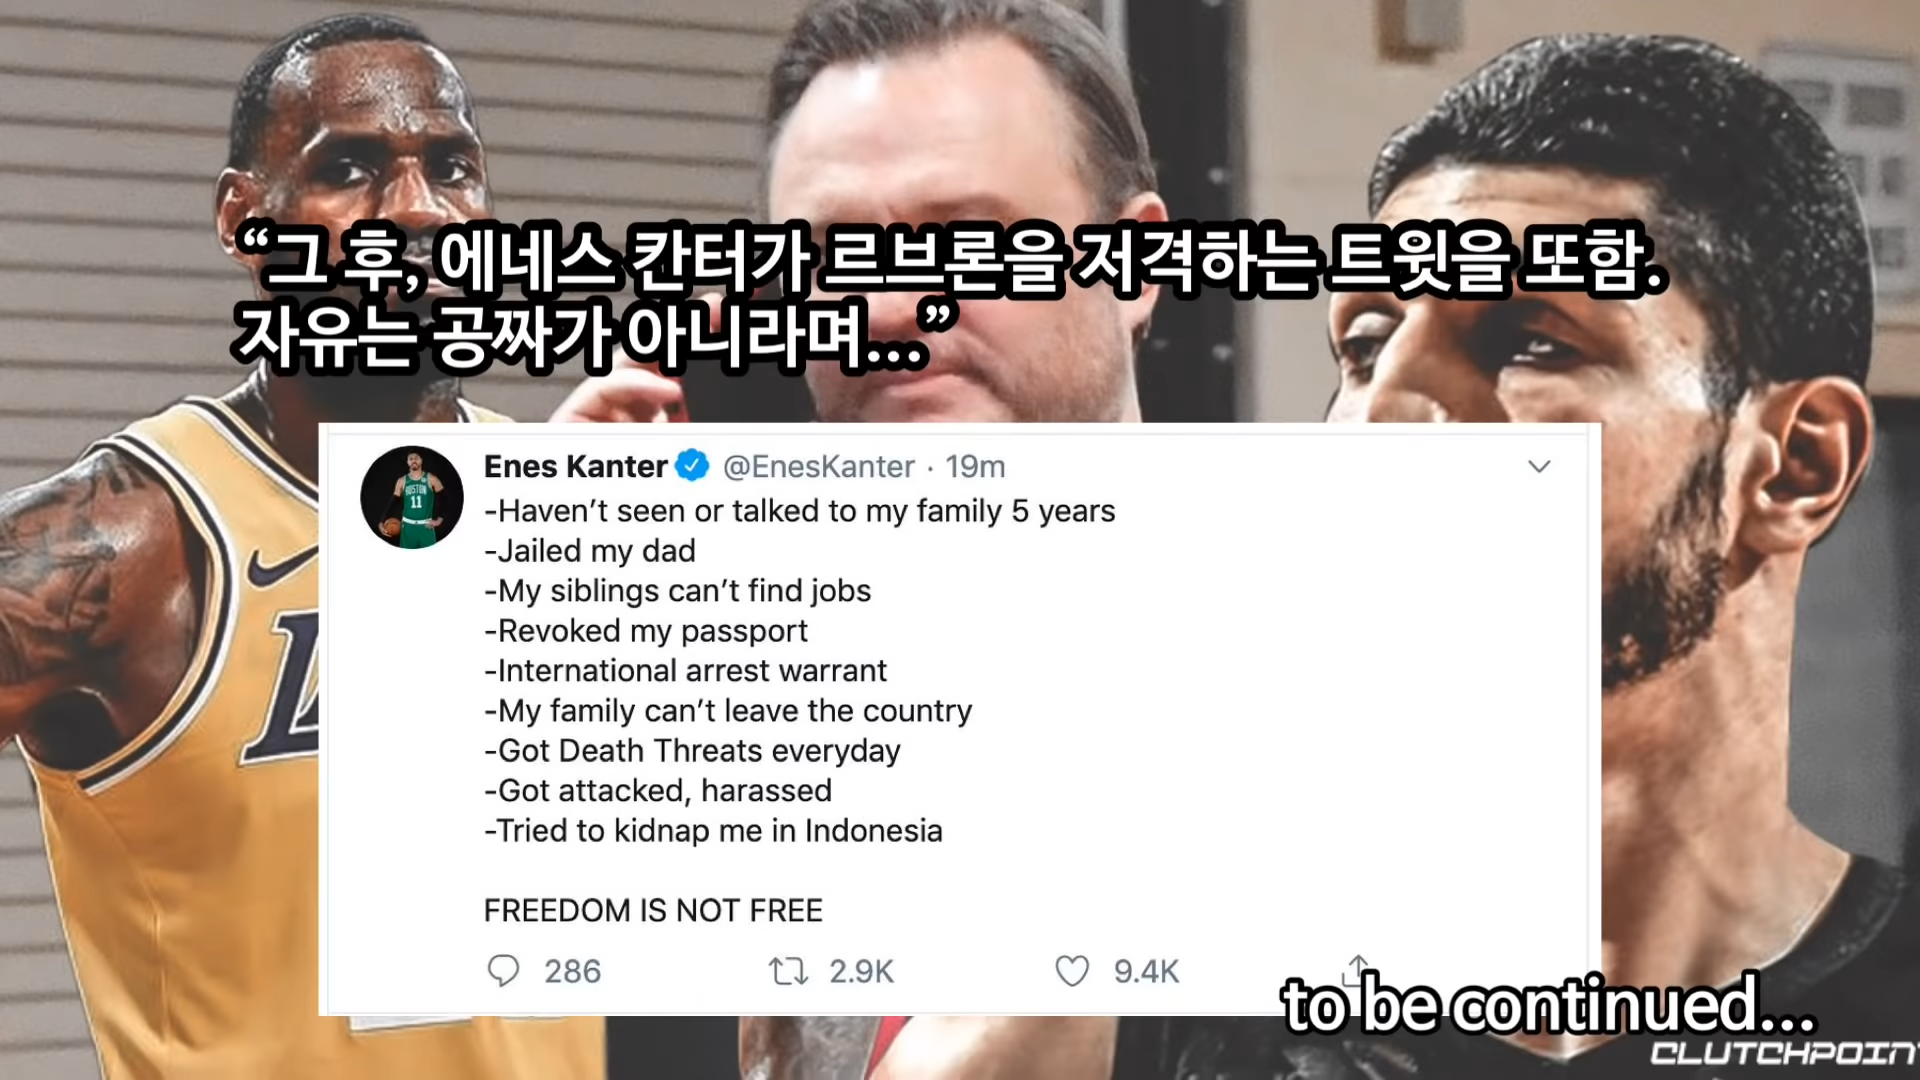 “그 후, 에네스 칸터가 르브론을 저격하는 트윗을 또함.
자유는 공짜가 아니라며...”
Enes Kanter @EnesKanter · 19m
-Haven’t seen or talked to my family 5 years
-Jailed my dad
-My siblings can’t find jobs
-Revoked my passport
-International arrest warrant
-My family can’t leave the country
-Got Death Threats everyday
-Got attacked, harassed
-Tried to kidnap me in Indonesia
FREEDOM IS NOT FREE
286 2.9K 9.4K
to be continued...
CLUTCHPOINT
BOSTON
11